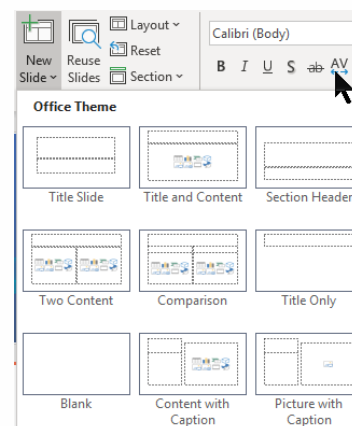 New
Slide
Reuse
Slides
Layout
Reset
Section
Calibri (Body)
B I U S ab AV
Office Theme
Title Slide
Title and Content
Section Header
Two Content
Comparison
Title Only
Blank
Content with
Caption
Picture with
Caption